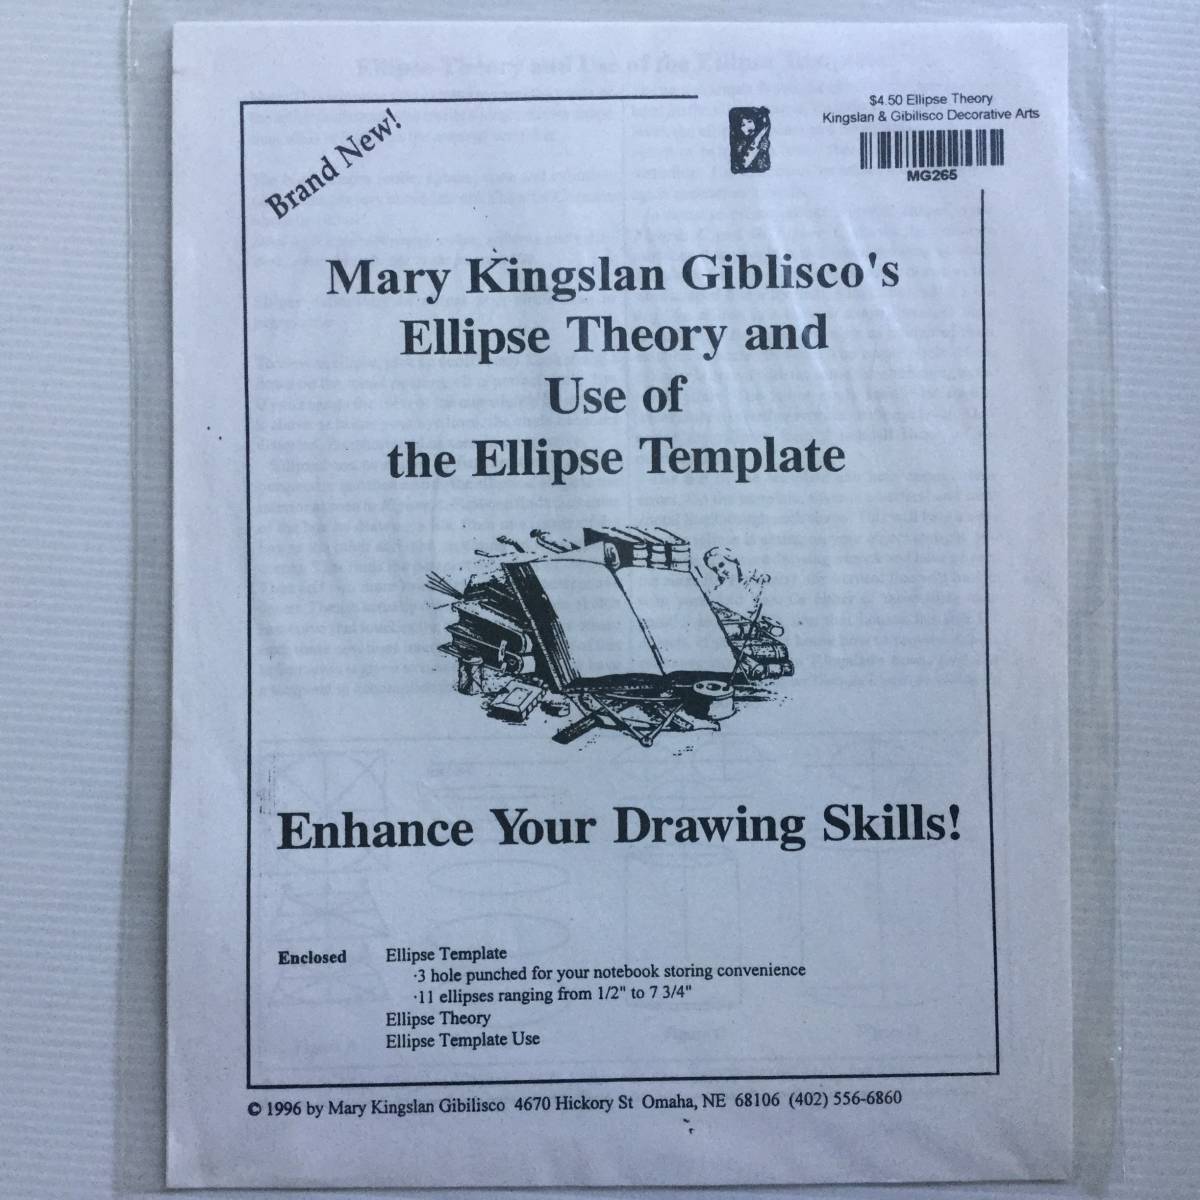 $4.50 Ellipse Theory
Kingslan & Gibilisco Decorative Arts
MG265
Brand New!
Mary Kingslan Giblisco's
Ellipse Theory and
Use of
the Ellipse Template
Enhance Your Drawing Skills!
Enclosed Ellipse Template
·3 hole punched for your notebook storing convenience
·11 ellipses ranging from 1/2" to 7 3/4"
Ellipse Theory
Ellipse Template Use
© 1996 by Mary Kingslan Gibilisco 4670 Hickory St Omaha, NE 68106 (402) 556-6860